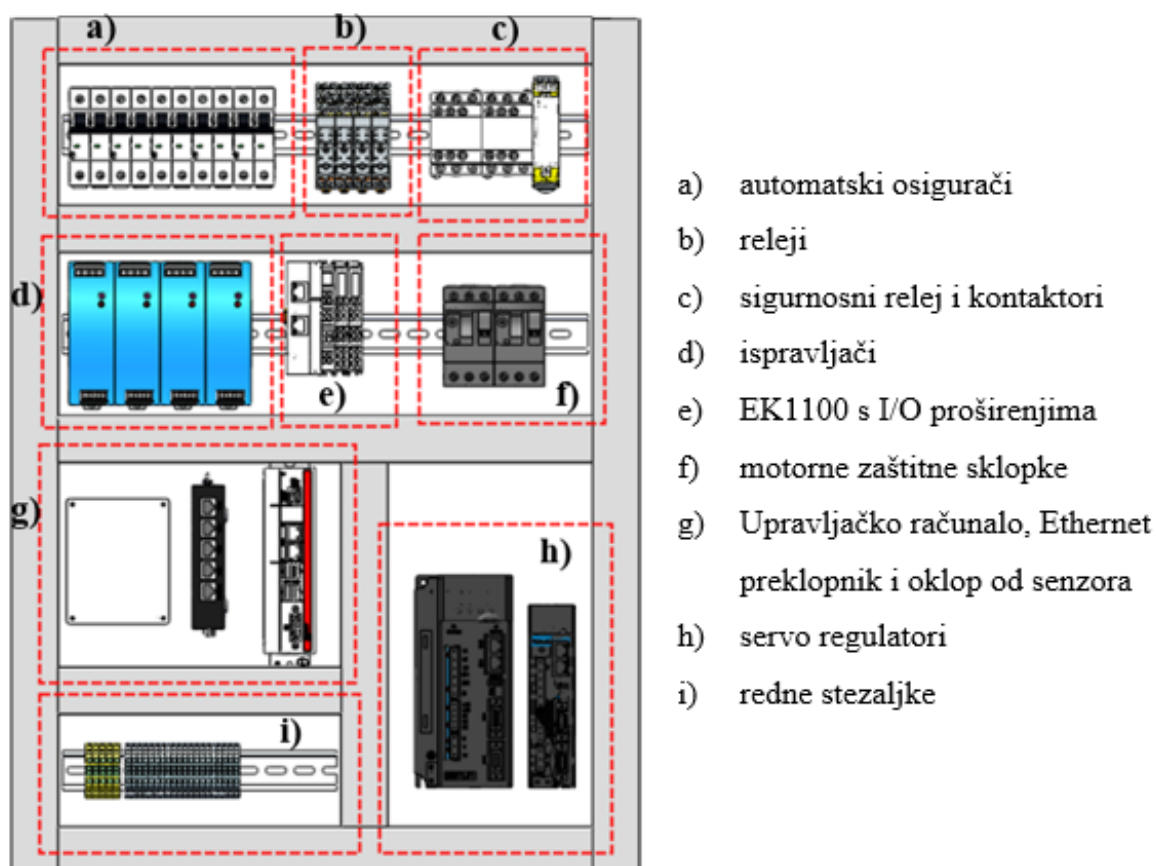 a)
b)
c)
d)
e)
f)
g)
h)
i)
a) automatski osigurači
b) releji
c) sigurnosni relej i kontaktori
d) ispravljači
e) EK1100 s I/O proširenjima
f) motorne zaštitne sklopke
g) Upravljačko računalo, Ethernet
preklopnik i oklop od senzora
h) servo regulatori
i) redne stezaljke